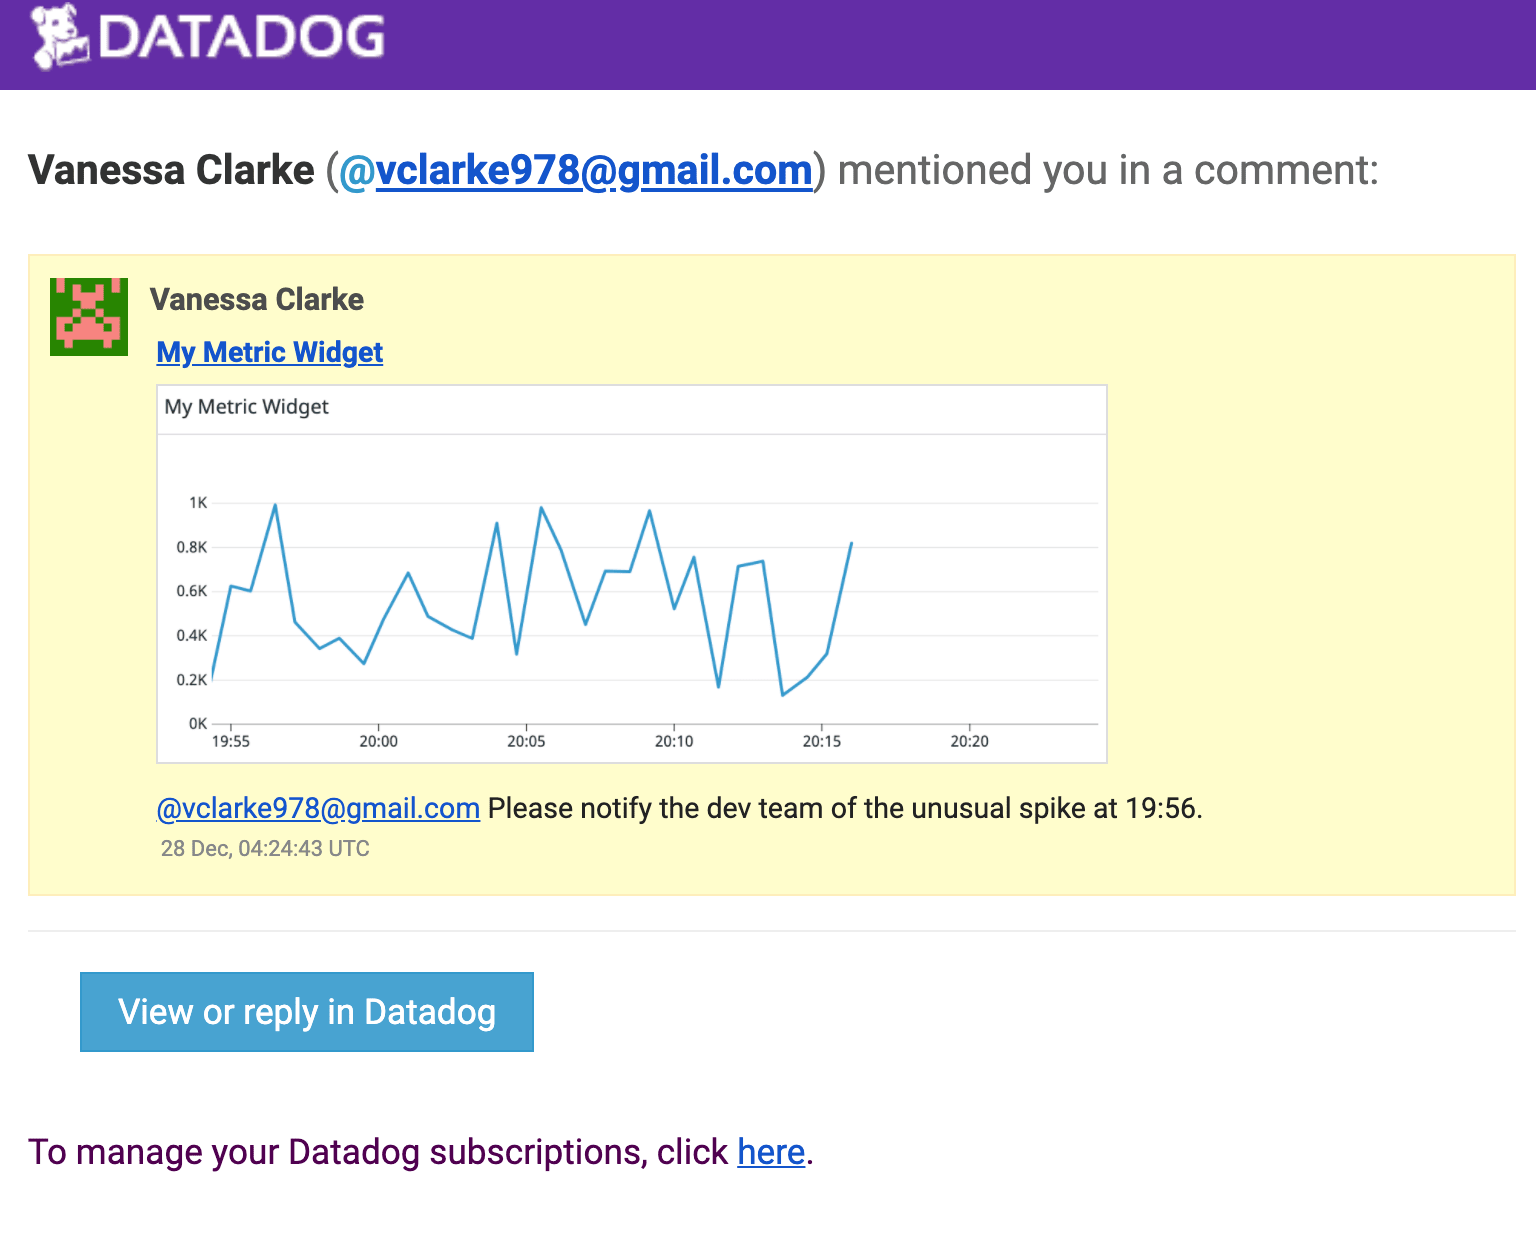 DATADOG
Vanessa Clarke (@vclarke978@gmail.com) mentioned you in a comment:
Vanessa Clarke
My Metric Widget
My Metric Widget
1K
0.8K
0.6K
0.4K
0.2K
0K
19:55 20:00 20:05 20:10 20:15 20:20
@vclarke978@gmail.com Please notify the dev team of the unusual spike at 19:56.
28 Dec, 04:24:43 UTC
View or reply in Datadog
To manage your Datadog subscriptions, click here.